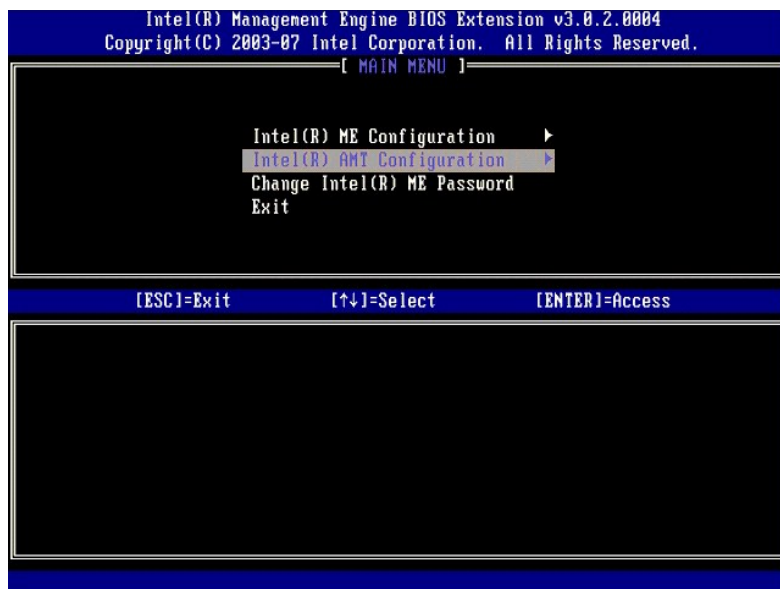 Intel(R) Management Engine BIOS Extension v3.0.2.0004
Copyright(C) 2003-07 Intel Corporation. All Rights Reserved.
[ MAIN MENU ]
Intel(R) ME Configuration ►
Intel(R) AMT Configuration ►
Change Intel(R) ME Password
Exit
[ESC]=Exit [↑↓]=Select [ENTER]=Access